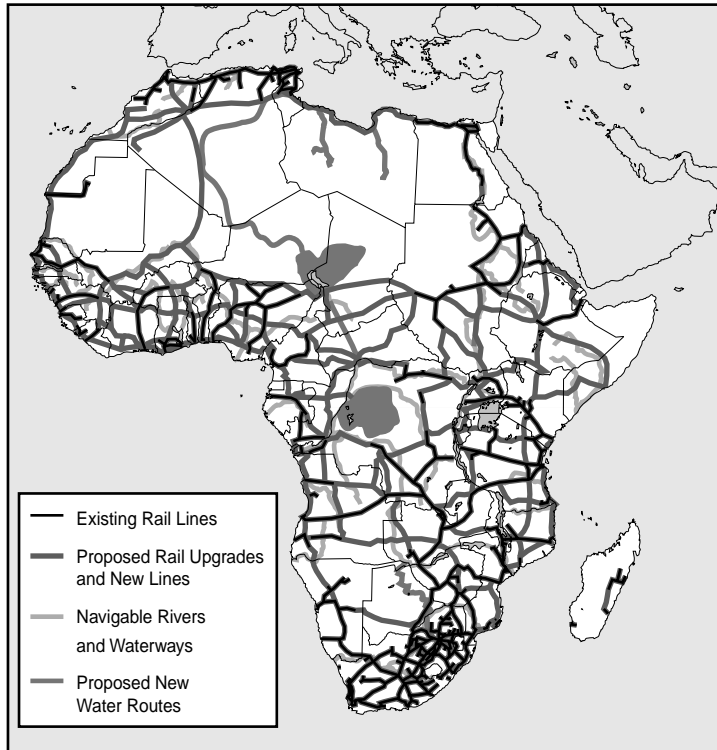 Existing Rail Lines
Proposed Rail Upgrades
and New Lines
Navigable Rivers
and Waterways
Proposed New
Water Routes